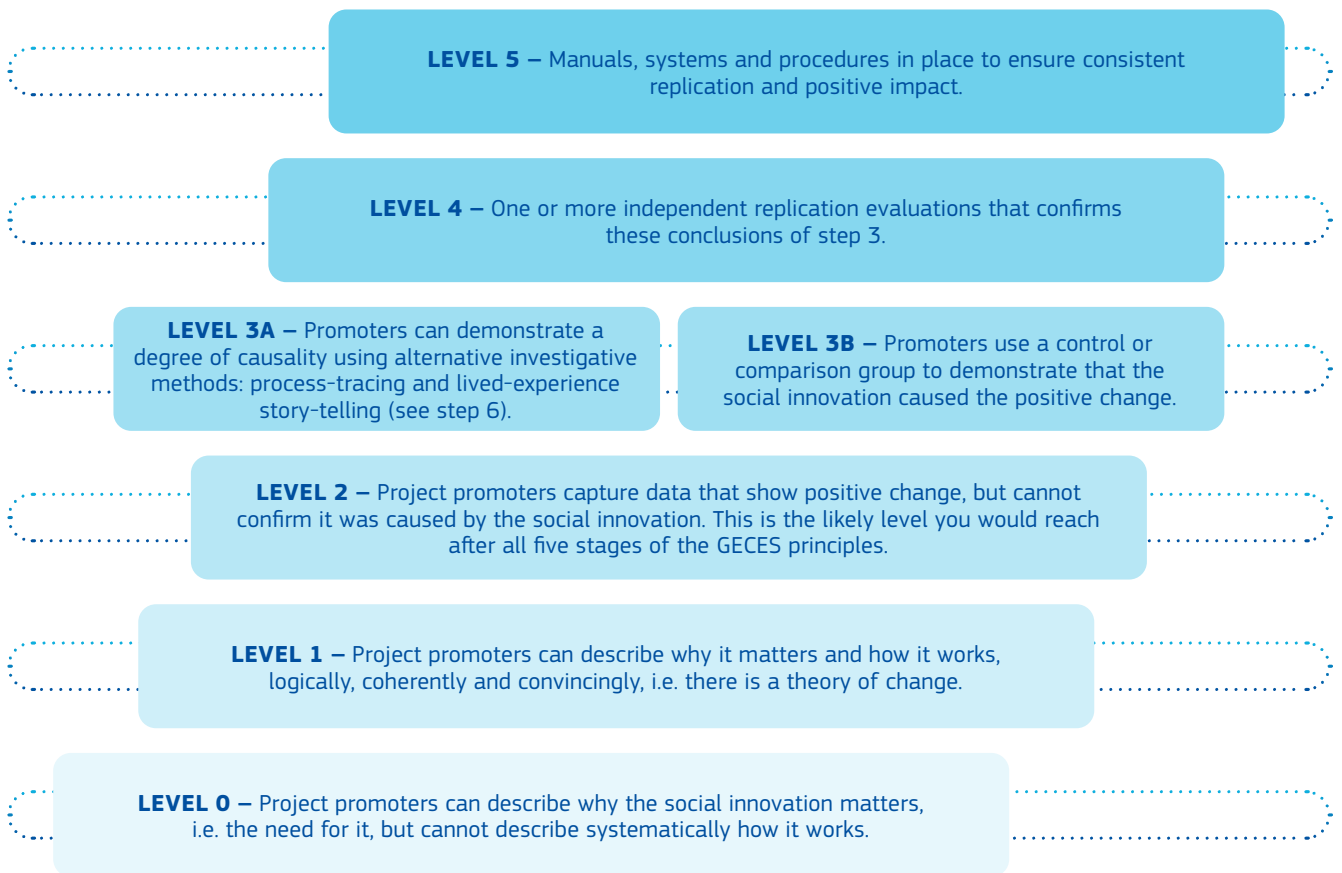 LEVEL 5 – Manuals, systems and procedures in place to ensure consistent
replication and positive impact.
LEVEL 4 – One or more independent replication evaluations that confirms
these conclusions of step 3.
LEVEL 3A – Promoters can demonstrate a
degree of causality using alternative investigative
methods: process-tracing and lived-experience
story-telling (see step 6).
LEVEL 3B – Promoters use a control or
comparison group to demonstrate that the
social innovation caused the positive change.
LEVEL 2 – Project promoters capture data that show positive change, but cannot
confirm it was caused by the social innovation. This is the likely level you would reach
after all five stages of the GECES principles.
LEVEL 1 – Project promoters can describe why it matters and how it works,
logically, coherently and convincingly, i.e. there is a theory of change.
LEVEL 0 – Project promoters can describe why the social innovation matters,
i.e. the need for it, but cannot describe systematically how it works.